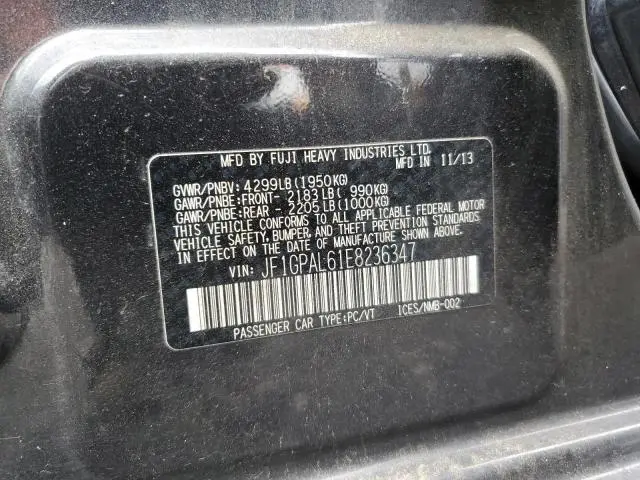 MFD BY FUJI HEAVY INDUSTRIES LTD.
MFD IN 11/13
GVWR/PNBV: 4299LB(1950KG)
GAWR/PNBE:FRONT- 2183LB( 990KG)
GAWR/PNBE:REAR - 2205LB(1000KG)
THIS VEHICLE CONFORMS TO ALL APPLICABLE FEDERAL MOTOR
VEHICLE SAFETY, BUMPER, AND THEFT PREVENTION STANDARDS
IN EFFECT ON THE DATE OF MANUFACTURE SHOWN ABOVE.
VIN: JF1GPAL61E8236347
PASSENGER CAR TYPE:PC/VT ICES/NMB-002